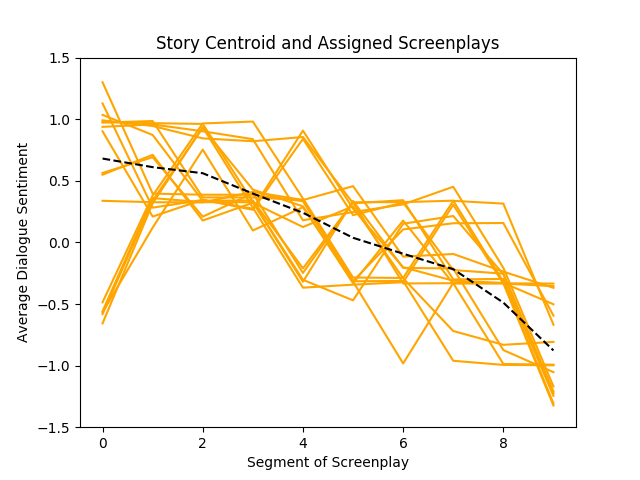 Story Centroid and Assigned Screenplays
1.5
1.0
0.5
0.0
−0.5
−1.0
−1.5
Average Dialogue Sentiment
0 2 4 6 8
Segment of Screenplay